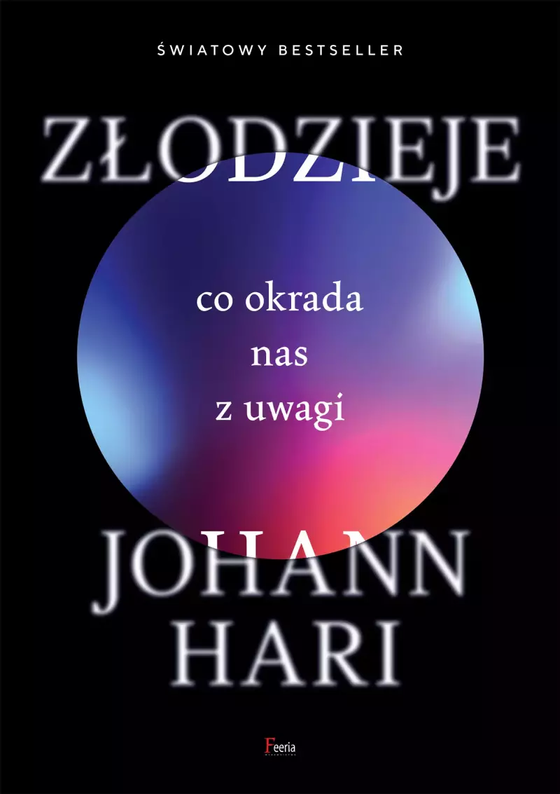 ŚWIATOWY BESTSELLER
ZŁODZIEJE
co okrada
nas
z uwagi
JOHANN
HARI
Feeria